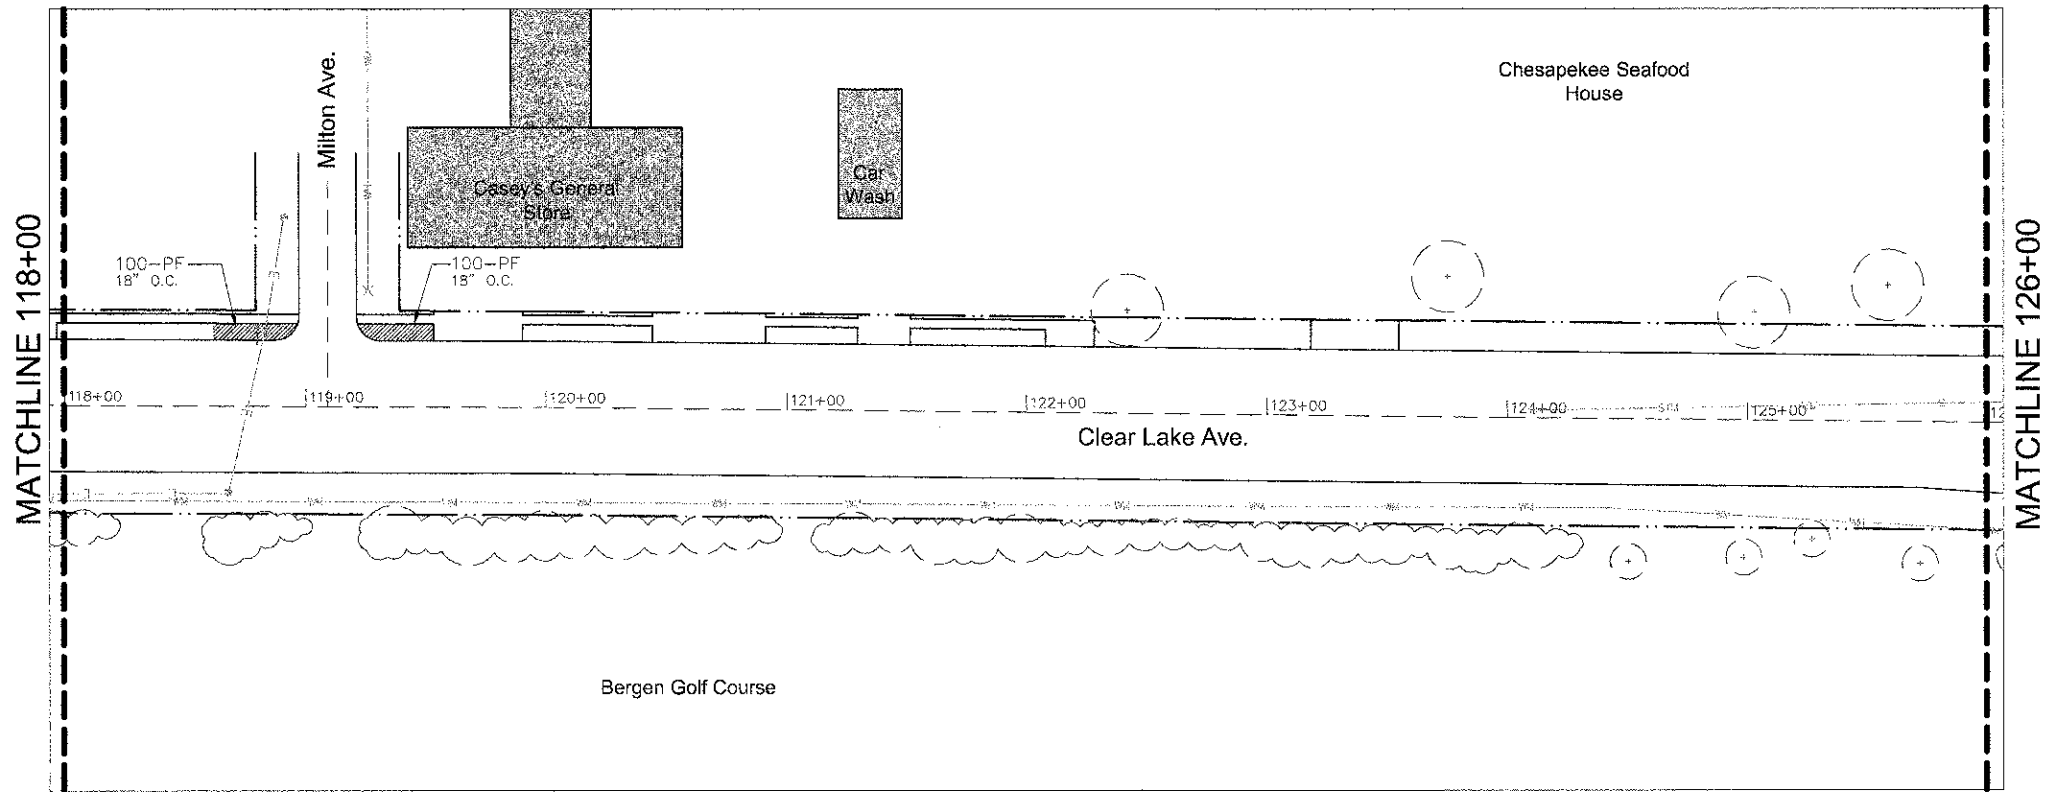 Milton Ave.
Chesapekee Seafood
House
Car
Wash
Casey's General
Store
MATCHLINE 118+00
100-PF
18" O.C.
100-PF
18" O.C.
MATCHLINE 126+00
118+00
119+00
120+00
121+00
122+00
123+00
124+00
125+00
12
Clear Lake Ave.
Bergen Golf Course